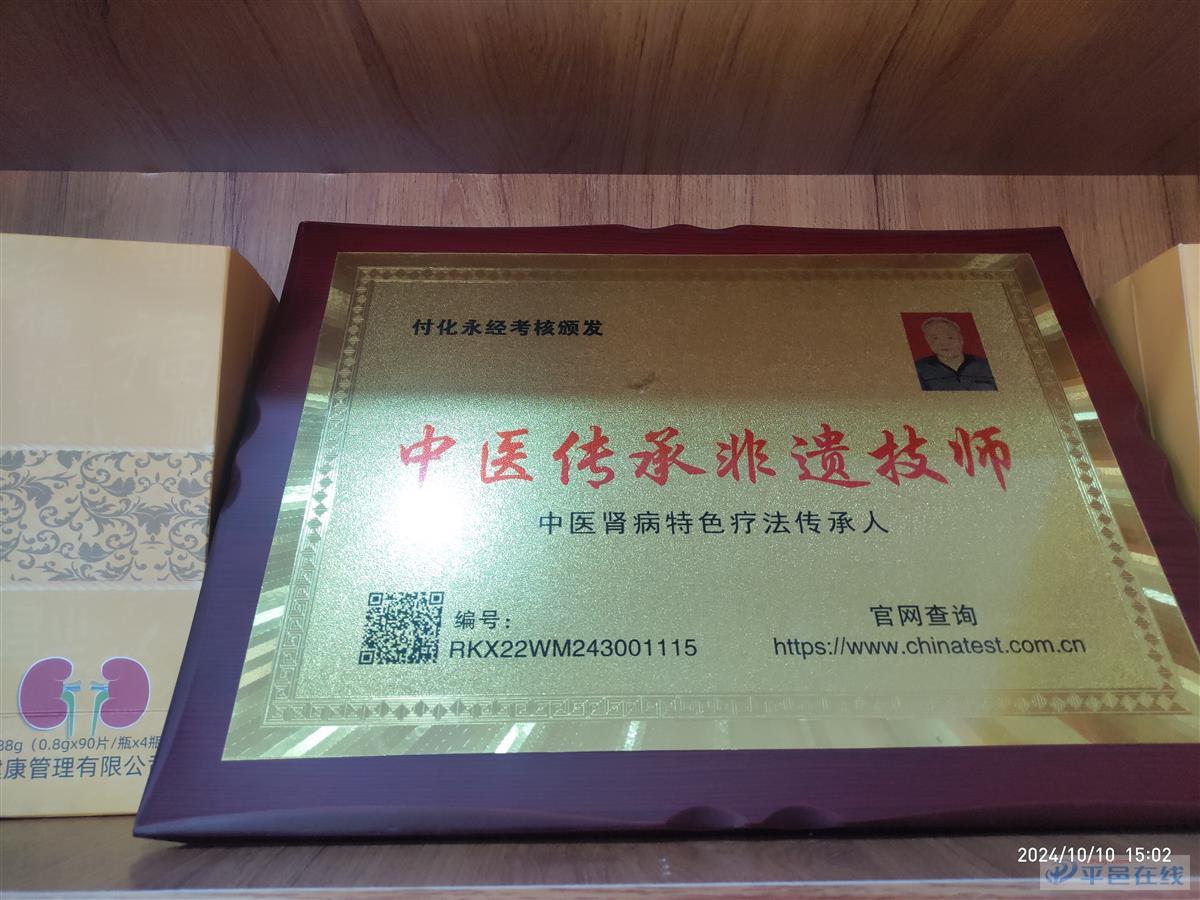 付化永经考核颁发
中医传承非遗技师
中医肾病特色疗法传承人
编号：
RKX22WM243001115
官网查询
https://www.chinatest.com.cn
88g（0.8gx90片/瓶x4瓶
康管理有限公司
2024/10/10 15:02
平邑在线